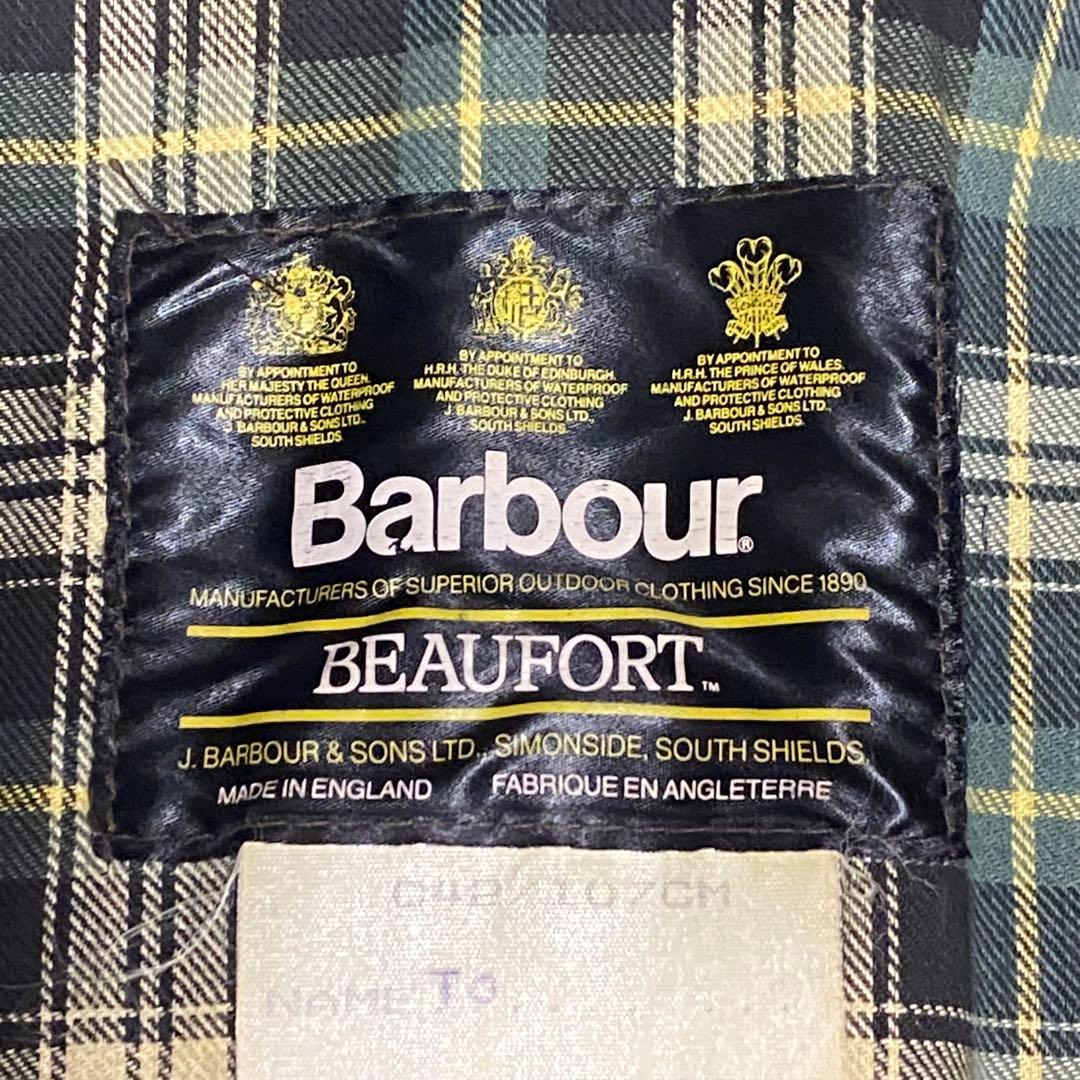 BY APPOINTMENT TO
HER MAJESTY THE QUEEN.
MANUFACTURERS OF WATERPROOF
AND PROTECTIVE CLOTHING
J. BARBOUR & SONS LTD.,
SOUTH SHIELDS.
BY APPOINTMENT TO
H.R.H. THE DUKE OF EDINBURGH.
MANUFACTURERS OF WATERPROOF
AND PROTECTIVE CLOTHING
J. BARBOUR & SONS LTD.,
SOUTH SHIELDS.
BY APPOINTMENT TO
H.R.H. THE PRINCE OF WALES.
MANUFACTURERS OF WATERPROOF
AND PROTECTIVE CLOTHING
J. BARBOUR & SONS LTD.,
SOUTH SHIELDS.
Barbour®
MANUFACTURERS OF SUPERIOR OUTDOOR CLOTHING SINCE 1890
BEAUFORT™
J. BARBOUR & SONS LTD., SIMONSIDE, SOUTH SHIELDS.
MADE IN ENGLAND FABRIQUE EN ANGLETERRE
C42 107CM
NAME